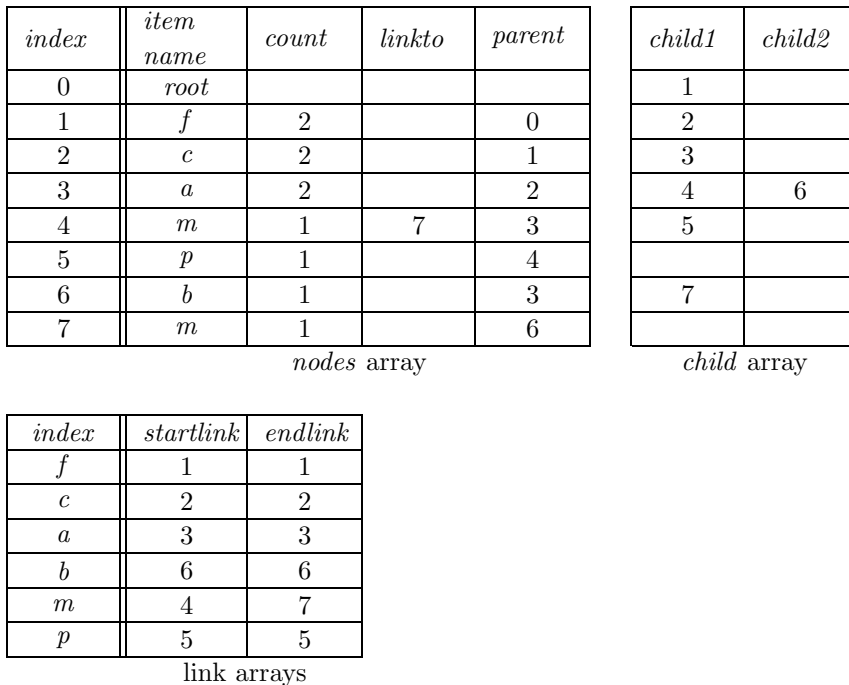 index item name count linkto parent child1 child2
0 root 1
1 f 2 0 2
2 c 2 1 3
3 a 2 2 4 6
4 m 1 7 3 5
5 p 1 4
6 b 1 3 7
7 m 1 6
nodes array child array
index startlink endlink
f 1 1
c 2 2
a 3 3
b 6 6
m 4 7
p 5 5
link arrays